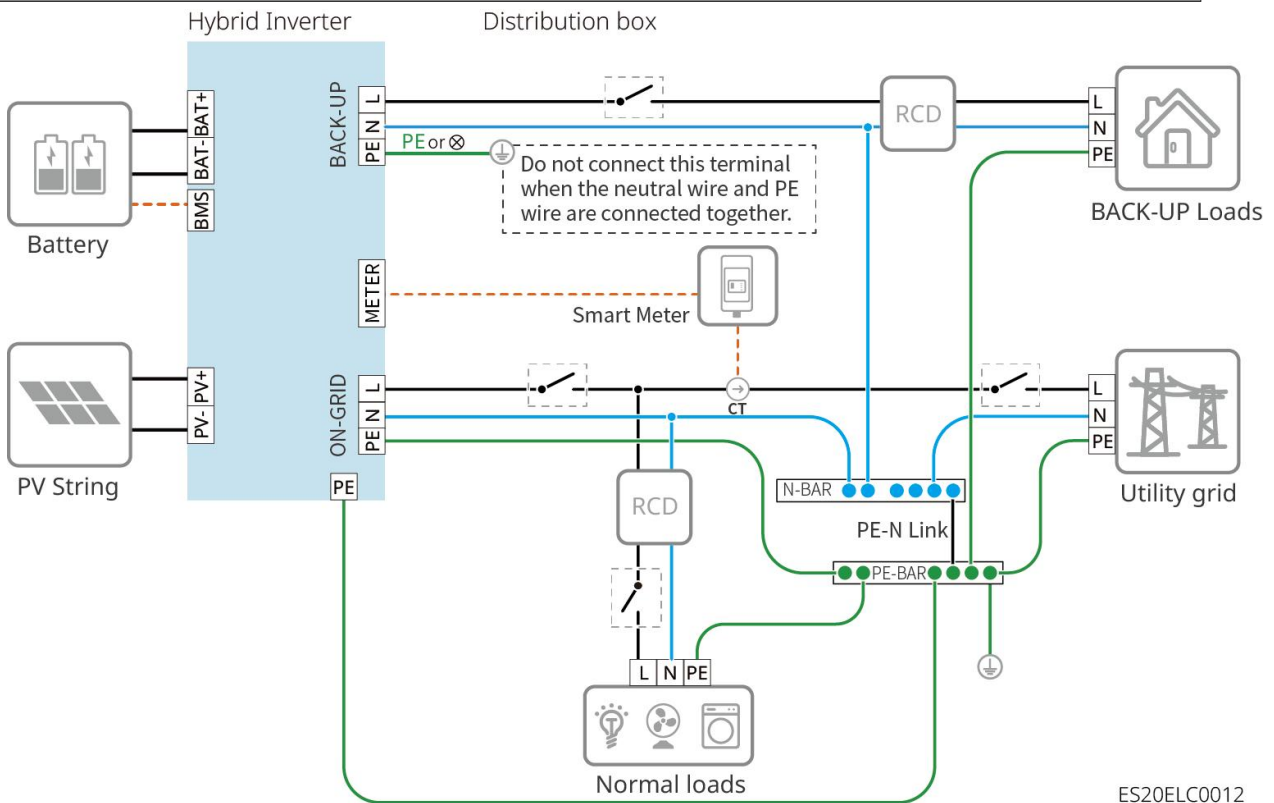 Hybrid Inverter
Distribution box
BAT+
BAT-
BMS
Battery
BACK-UP
L
N
PE
PE or ⊗
Do not connect this terminal
when the neutral wire and PE
wire are connected together.
RCD
L
N
PE
BACK-UP Loads
METER
Smart Meter
PV+
PV-
PV String
ON-GRID
L
N
PE
PE
CT
L
N
PE
Utility grid
N-BAR
PE-N Link
PE-BAR
RCD
L
N
PE
Normal loads
ES20ELC0012